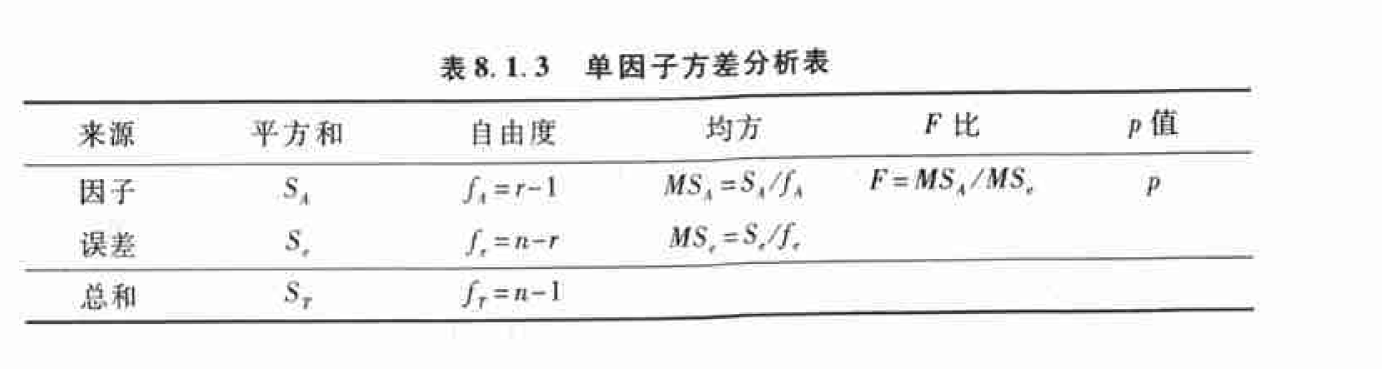 表 8.1.3 单因子方差分析表
来源 平方和 自由度 均方 F 比 p 值
因子 S_A f_A=r-1 MS_A=S_A/f_A F=MS_A/MS_e p
误差 S_e f_e=n-r MS_e=S_e/f_e
总和 S_T f_T=n-1